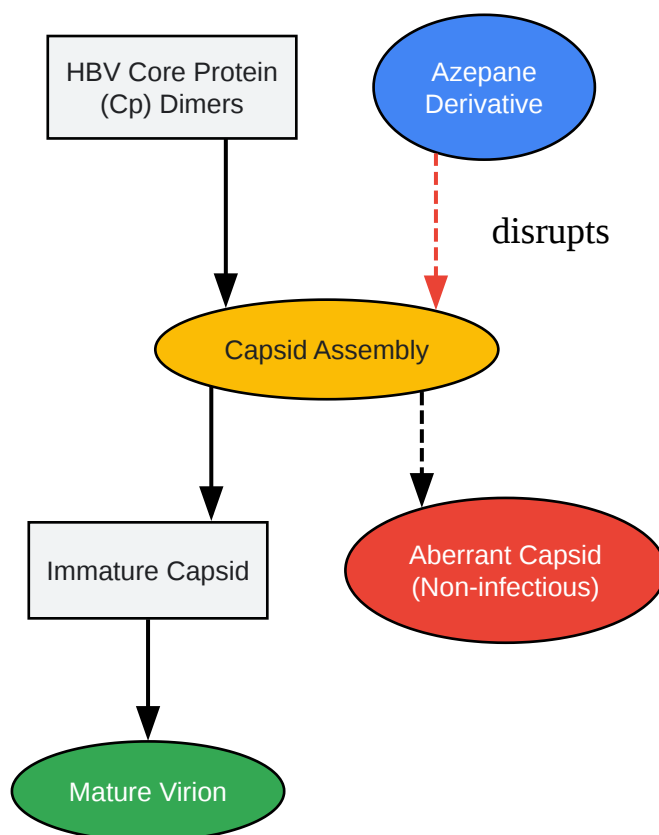 HBV Core Protein
(Cp) Dimers
Azepane
Derivative
disrupts
Capsid Assembly
Immature Capsid
Aberrant Capsid
(Non-infectious)
Mature Virion